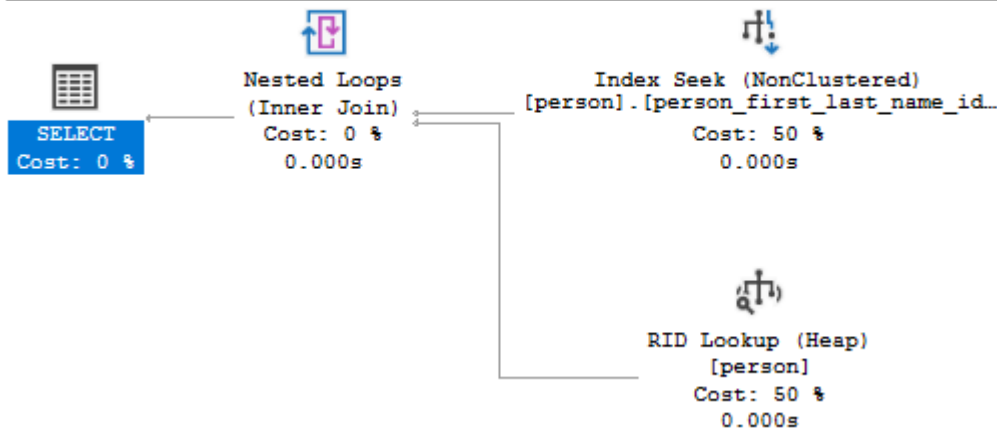 SELECT
Cost: 0 %
Nested Loops
(Inner Join)
Cost: 0 %
0.000s
Index Seek (NonClustered)
[person].[person_first_last_name_id…
Cost: 50 %
0.000s
RID Lookup (Heap)
[person]
Cost: 50 %
0.000s